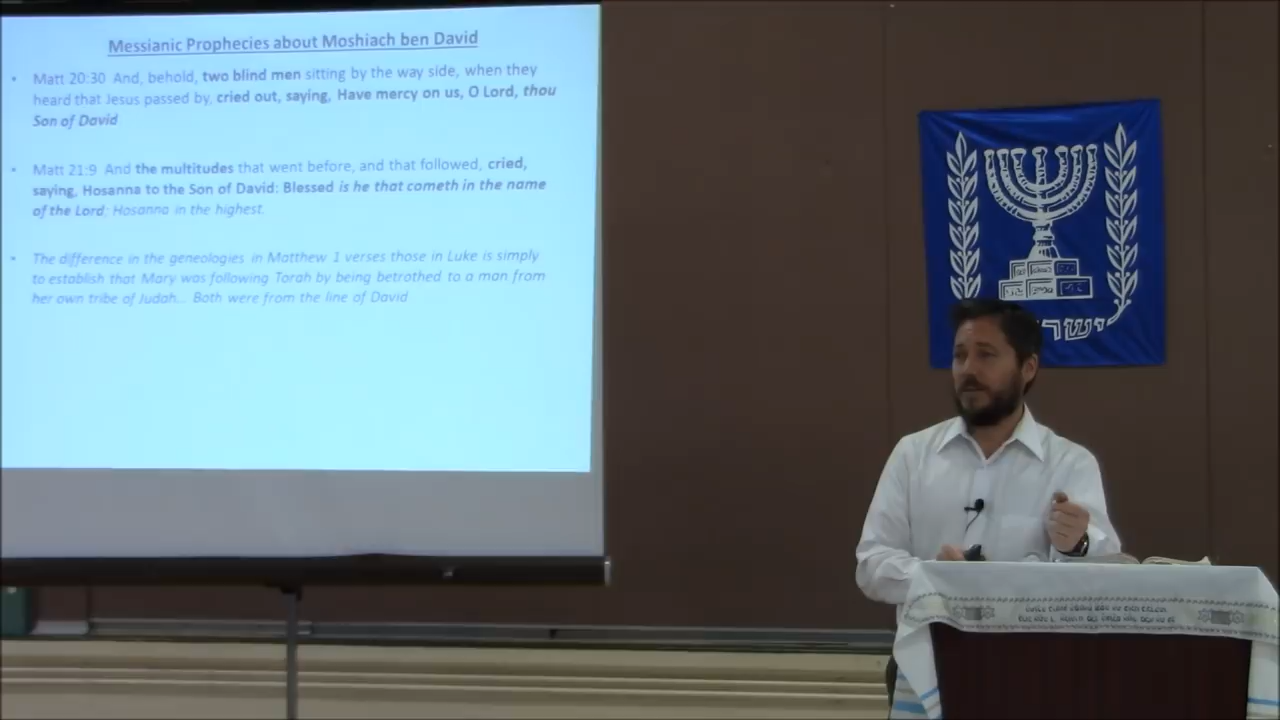 Messianic Prophecies about Moshiach ben David
• Matt 20:30 And, behold, two blind men sitting by the way side, when they
heard that Jesus passed by, cried out, saying, Have mercy on us, O Lord, thou
Son of David
• Matt 21:9 And the multitudes that went before, and that followed, cried,
saying, Hosanna to the Son of David: Blessed is he that cometh in the name
of the Lord; Hosanna in the highest.
• The difference in the geneologies in Matthew 1 verses those in Luke is simply
to establish that Mary was following Torah by being betrothed to a man from
her own tribe of Judah... Both were from the line of David